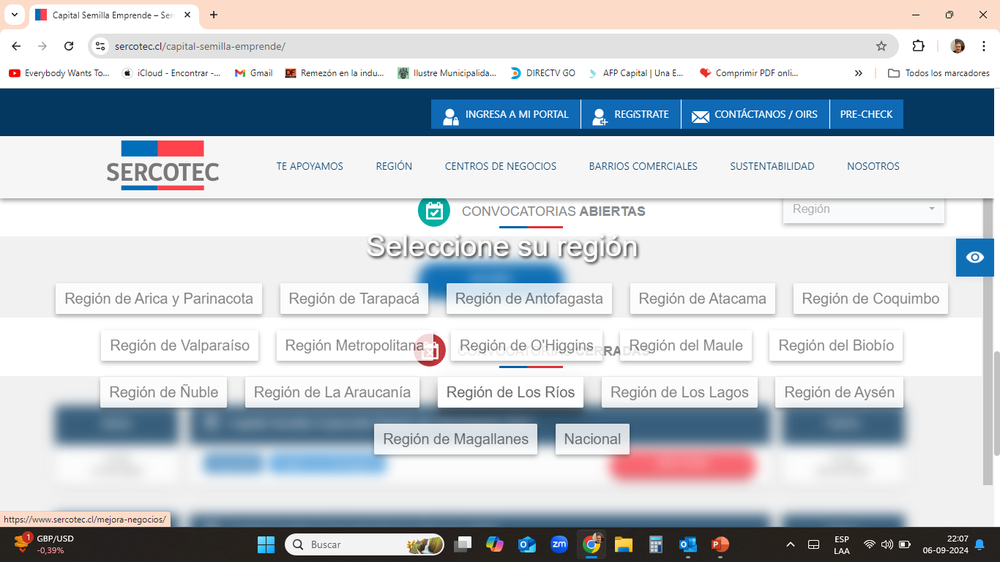 Capital Semilla Emprende – Ser
sercotec.cl/capital-semilla-emprende/
Everybody Wants To...
iCloud - Encontrar -...
Gmail
DF
Remezón en la indu...
Ilustre Municipalida...
DIRECTV GO
AFP Capital | Una E...
Comprimir PDF onli...
Todos los marcadores
INGRESA A MI PORTAL
REGíSTRATE
CONTÁCTANOS / OIRS
PRE-CHECK
SERCOTEC
TE APOYAMOS
REGIÓN
CENTROS DE NEGOCIOS
BARRIOS COMERCIALES
SUSTENTABILIDAD
NOSOTROS
CONVOCATORIAS ABIERTAS
Región
Seleccione su región
Región de Arica y Parinacota
Región de Tarapacá
Región de Antofagasta
Región de Atacama
Región de Coquimbo
Región de Valparaíso
Región Metropolitana
Región de O'Higgins
Región del Maule
Región del Biobío
CONVOCATORIAS CERRADAS
Región de Ñuble
Región de La Araucanía
Región de Los Ríos
Región de Los Lagos
Región de Aysén
Región de Magallanes
Nacional
https://www.sercotec.cl/mejora-negocios/
1
GBP/USD
-0,39%
Buscar
zm
ESP
LAA
22:07
06-09-2024